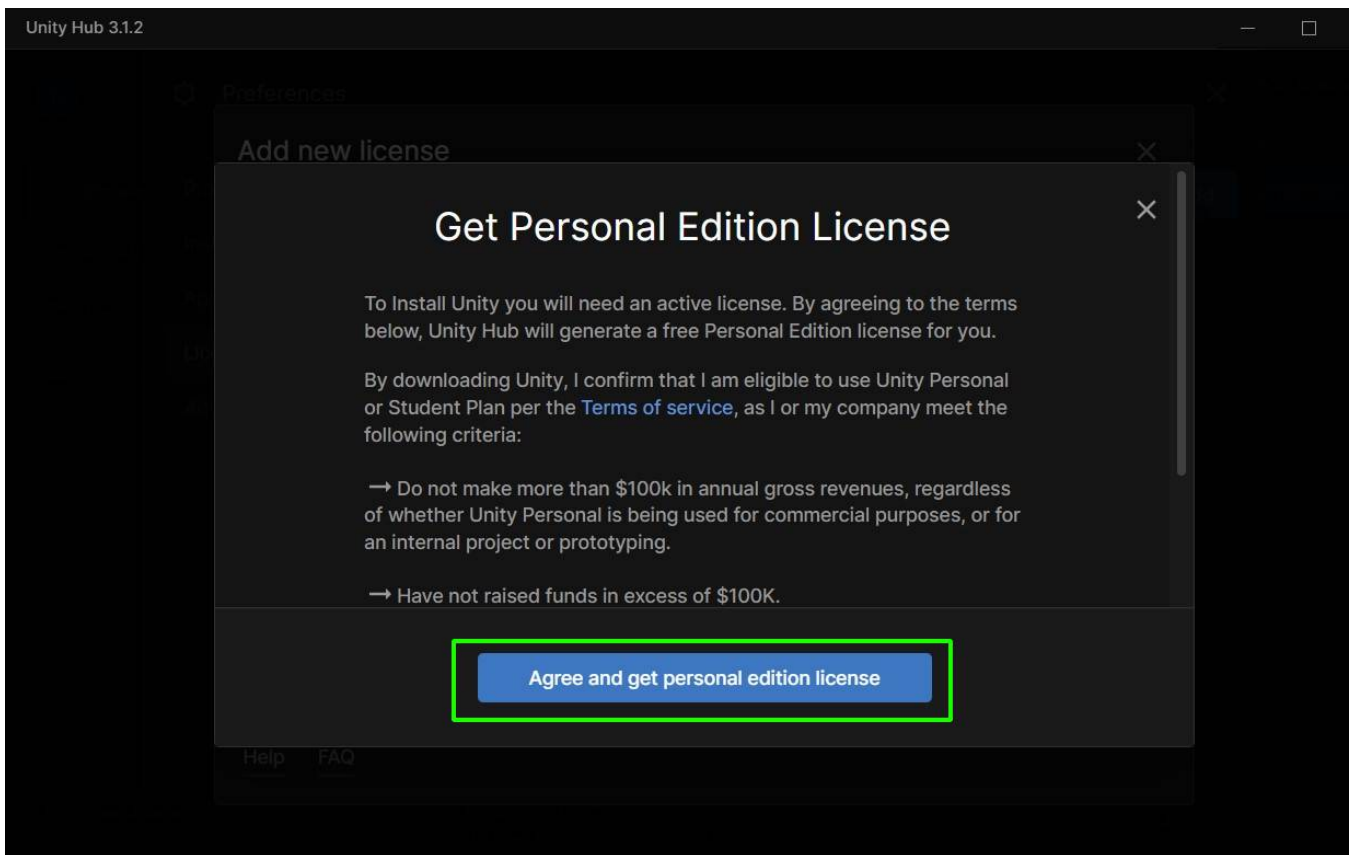 Unity Hub 3.1.2
Preferences
Add new license
Get Personal Edition License
To Install Unity you will need an active license. By agreeing to the terms
below, Unity Hub will generate a free Personal Edition license for you.
By downloading Unity, I confirm that I am eligible to use Unity Personal
or Student Plan per the Terms of service, as I or my company meet the
following criteria:
→ Do not make more than $100k in annual gross revenues, regardless
of whether Unity Personal is being used for commercial purposes, or for
an internal project or prototyping.
→ Have not raised funds in excess of $100K.
Agree and get personal edition license
Help FAQ